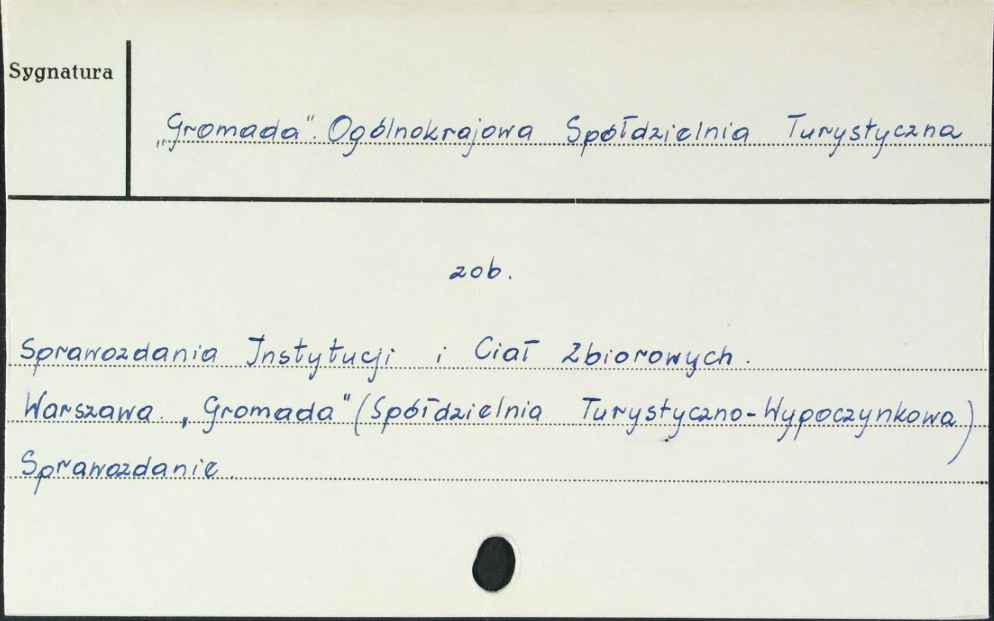 Sygnatura
„Gromada". Ogólnokrajowa Spółdzielnia Turystyczna
zob.
Sprawozdania Instytucji i Ciał Zbiorowych.
Warszawa. „Gromada" (Spółdzielnia Turystyczno-Wypoczynkowa)
Sprawozdanie.